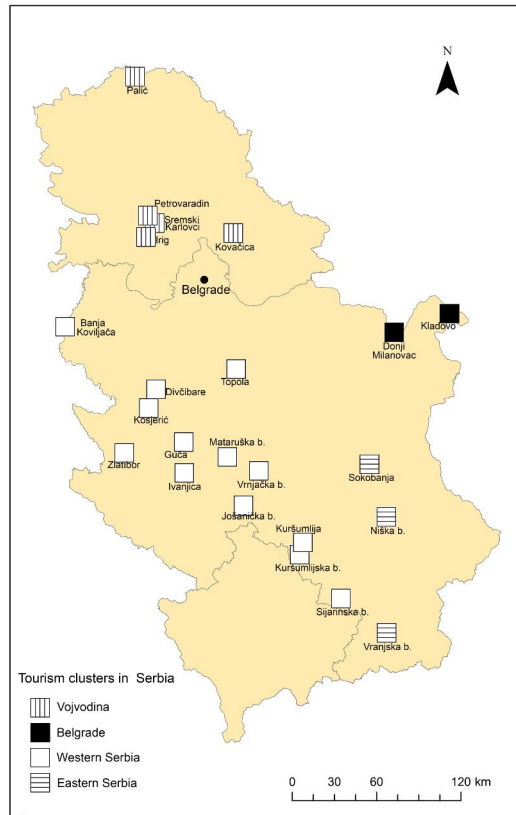 N
Palić
Petrovaradin
Sremski
Karlovci
Irig
Kovačica
Belgrade
Kladovo
Donji
Milanovac
Banja
Koviljača
Topola
Divčibare
Kosjerić
Guča
Mataruška b.
Zlatibor
Ivanjica
Vrnjačka b.
Sokobanja
Jošanička b.
Niška b.
Kuršumlija
Kuršumlijska b.
Sijarinska b.
Vranjska b.
Tourism clusters in Serbia
Vojvodina
Belgrade
Western Serbia
Eastern Serbia
0 30 60 120 km